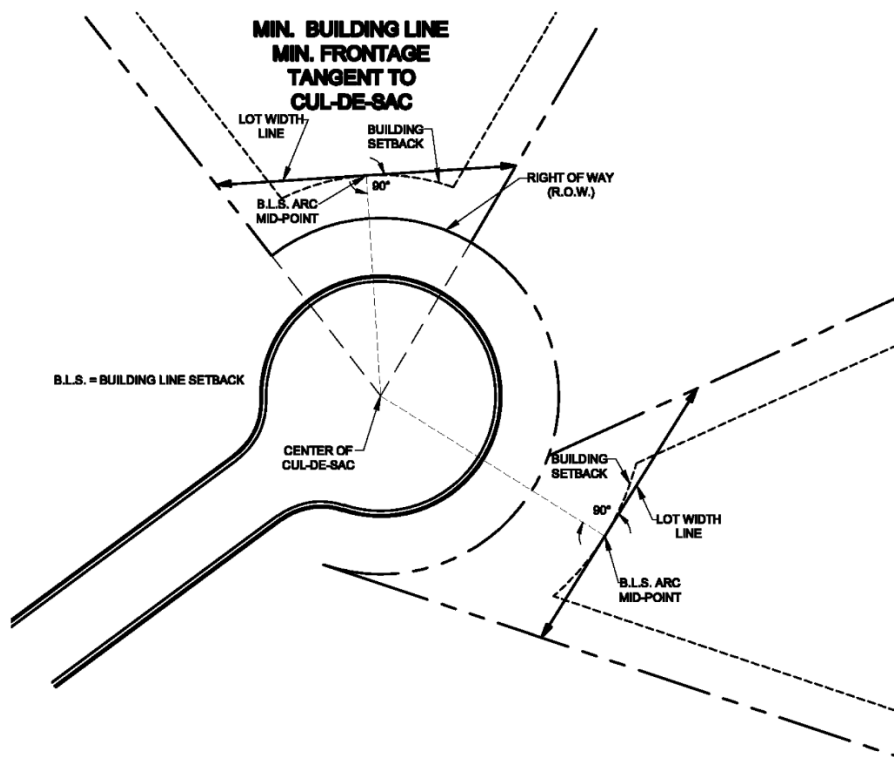 MIN. BUILDING LINE
MIN. FRONTAGE
TANGENT TO
CUL-DE-SAC
LOT WIDTH
LINE
BUILDING
SETBACK
90°
B.L.S. ARC
MID-POINT
RIGHT OF WAY
(R.O.W.)
B.L.S. = BUILDING LINE SETBACK
CENTER OF
CUL-DE-SAC
BUILDING
SETBACK
90°
LOT WIDTH
LINE
B.L.S. ARC
MID-POINT